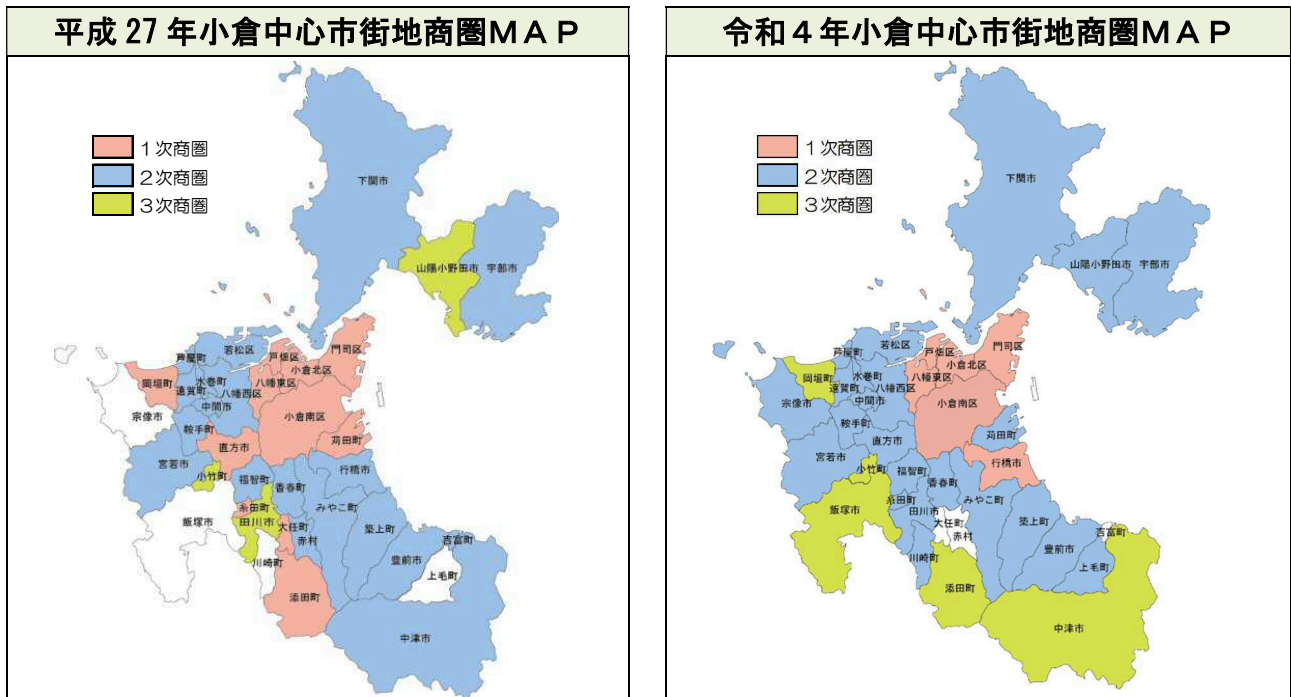 平成27年小倉中心市街地商圏MAP
1次商圏
2次商圏
3次商圏
下関市
山陽小野田市
宇部市
門司区
若松区
戸畑区
芦屋町
小倉北区
岡垣町
水巻町
八幡東区
遠賀町
八幡西区
中間市
宗像市
小倉南区
鞍手町
苅田町
直方市
宮若市
行橋市
小竹町
福智町
香春町
糸田町
みやこ町
飯塚市
田川市
大任町
築上町
赤村
吉富町
川崎町
豊前市
上毛町
添田町
中津市
令和4年小倉中心市街地商圏MAP
1次商圏
2次商圏
3次商圏
下関市
山陽小野田市
宇部市
門司区
若松区
戸畑区
芦屋町
小倉北区
岡垣町
水巻町
八幡東区
遠賀町
八幡西区
中間市
宗像市
小倉南区
鞍手町
苅田町
直方市
宮若市
行橋市
小竹町
福智町
香春町
糸田町
みやこ町
飯塚市
田川市
大任町
築上町
赤村
吉富町
川崎町
豊前市
上毛町
添田町
中津市